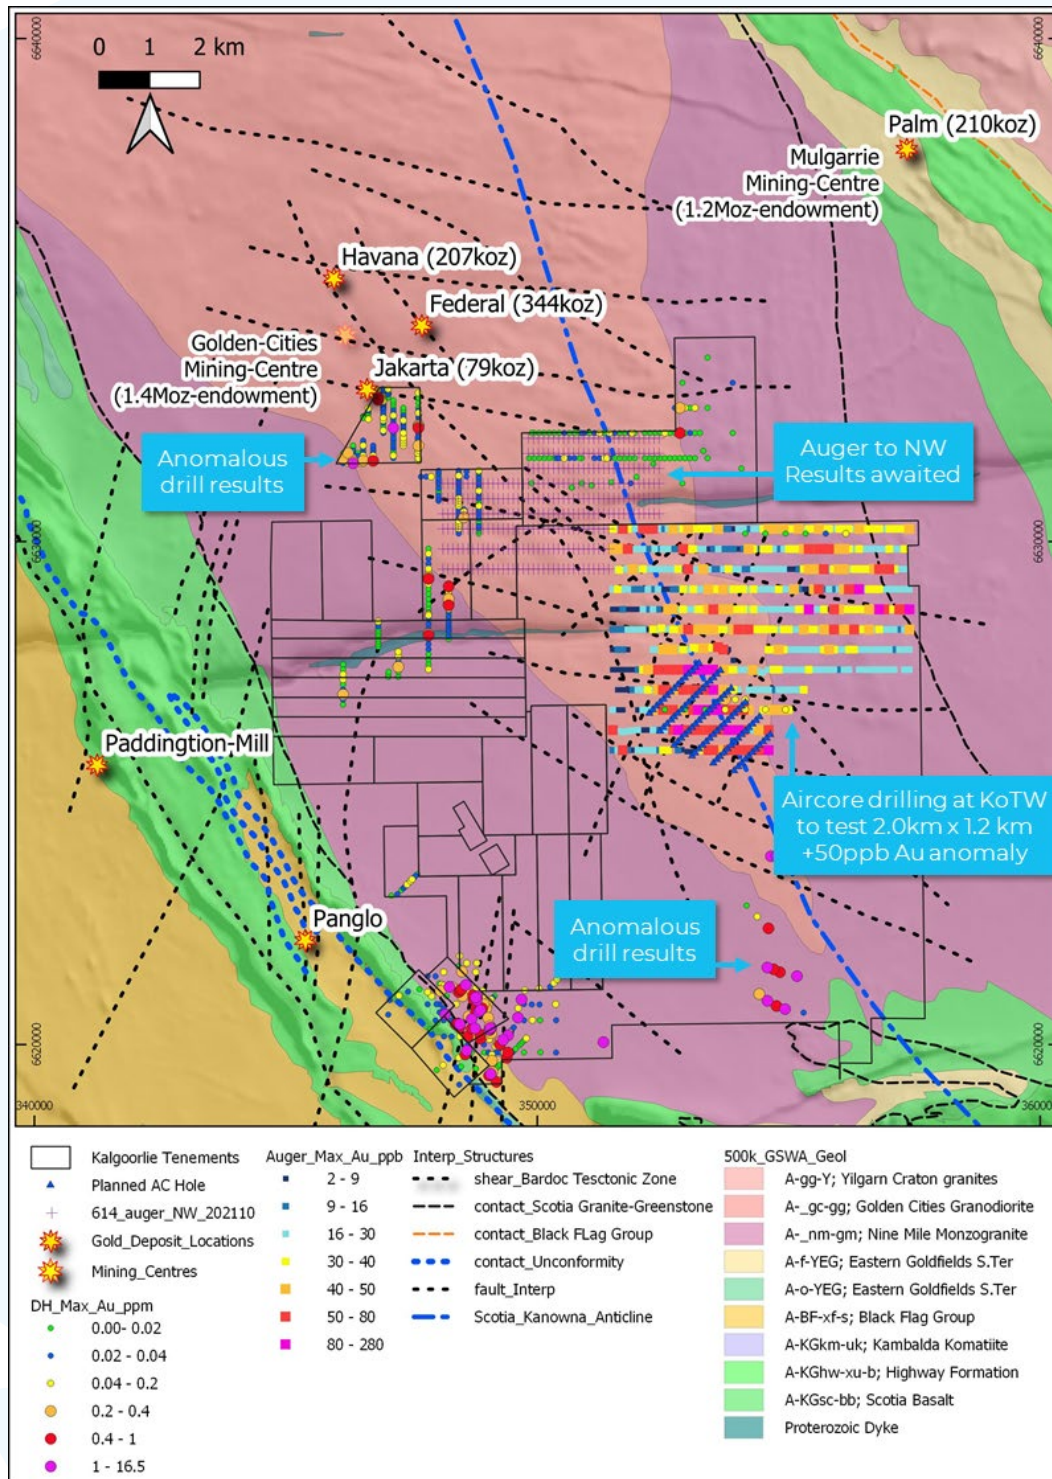 0 1 2 km
6640000
6640000
Palm (210koz)
Mulgarrie
Mining-Centre
(1.2Moz-endowment)
Havana (207koz)
Federal (344koz)
Golden-Cities
Mining-Centre
(1.4Moz-endowment)
Jakarta (79koz)
Anomalous
drill results
Auger to NW
Results awaited
6630000
6630000
Paddingtion-Mill
Aircore drilling at KoTW
to test 2.0km x 1.2 km
+50ppb Au anomaly
Panglo
Anomalous
drill results
6620000
6620000
340000
350000
360000
Kalgoorlie Tenements
Planned AC Hole
614_auger_NW_202110
Gold_Deposit_Locations
Mining_Centres
DH_Max_Au_ppm
0.00- 0.02
0.02 - 0.04
0.04 - 0.2
0.2 - 0.4
0.4 - 1
1 - 16.5
Auger_Max_Au_ppb
2 - 9
9 - 16
16 - 30
30 - 40
40 - 50
50 - 80
80 - 280
Interp_Structures
shear_Bardoc Tesctonic Zone
contact_Scotia Granite-Greenstone
contact_Black FLag Group
contact_Unconformity
fault_Interp
Scotia_Kanowna_Anticline
500k_GSWA_Geol
A-gg-Y; Yilgarn Craton granites
A-_gc-gg; Golden Cities Granodiorite
A-_nm-gm; Nine Mile Monzogranite
A-f-YEG; Eastern Goldfields S.Ter
A-o-YEG; Eastern Goldfields S.Ter
A-BF-xf-s; Black Flag Group
A-KGkm-uk; Kambalda Komatiite
A-KGhw-xu-b; Highway Formation
A-KGsc-bb; Scotia Basalt
Proterozoic Dyke